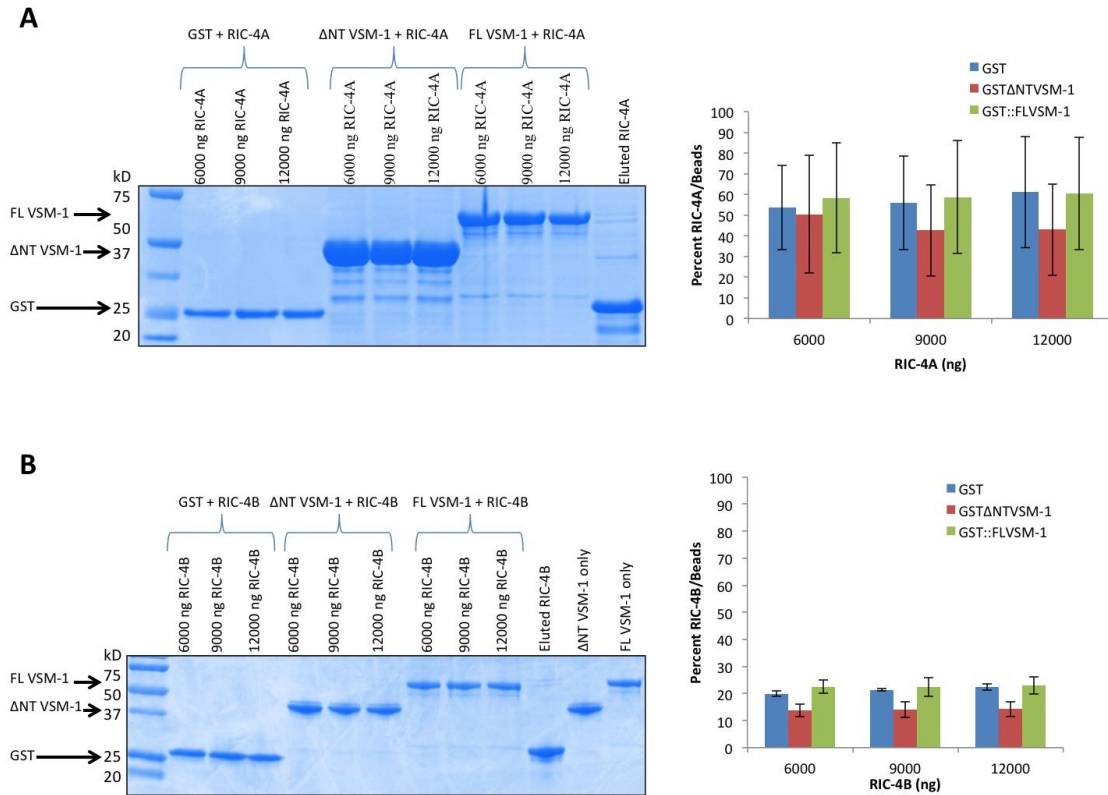 A
GST + RIC-4A
ΔNT VSM-1 + RIC-4A
FL VSM-1 + RIC-4A
6000 ng RIC-4A
9000 ng RIC-4A
12000 ng RIC-4A
6000 ng RIC-4A
9000 ng RIC-4A
12000 ng RIC-4A
6000 ng RIC-4A
9000 ng RIC-4A
12000 ng RIC-4A
Eluted RIC-4A
kD
75
FL VSM-1
50
ΔNT VSM-1
37
GST
25
20
GST
GSTΔNTVSM-1
GST::FLVSM-1
Percent RIC-4A/Beads
100
90
80
70
60
50
40
30
20
10
0
6000
9000
12000
RIC-4A (ng)
B
GST + RIC-4B
ΔNT VSM-1 + RIC-4B
FL VSM-1 + RIC-4B
6000 ng RIC-4B
9000 ng RIC-4B
12000 ng RIC-4B
6000 ng RIC-4B
9000 ng RIC-4B
12000 ng RIC-4B
6000 ng RIC-4B
9000 ng RIC-4B
12000 ng RIC-4B
Eluted RIC-4B
ΔNT VSM-1 only
FL VSM-1 only
kD
FL VSM-1
75
50
ΔNT VSM-1
37
GST
25
20
GST
GSTΔNTVSM-1
GST::FLVSM-1
Percent RIC-4B/Beads
100
90
80
70
60
50
40
30
20
10
0
6000
9000
12000
RIC-4B (ng)